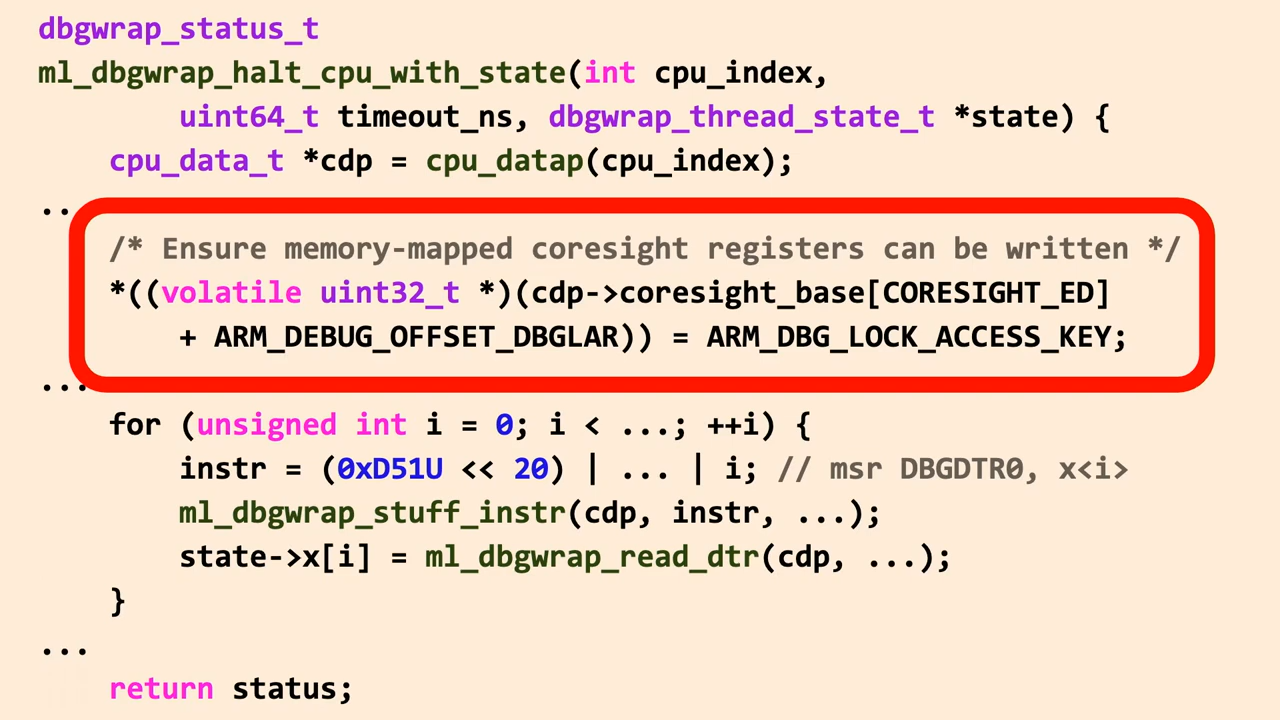 dbgwrap_status_t
ml_dbgwrap_halt_cpu_with_state(int cpu_index,
uint64_t timeout_ns, dbgwrap_thread_state_t *state) {
cpu_data_t *cdp = cpu_datap(cpu_index);
...
/* Ensure memory-mapped coresight registers can be written */
*((volatile uint32_t *)(cdp->coresight_base[CORESIGHT_ED]
+ ARM_DEBUG_OFFSET_DBGLAR)) = ARM_DBG_LOCK_ACCESS_KEY;
...
for (unsigned int i = 0; i < ...; ++i) {
instr = (0xD51U << 20) | ... | i; // msr DBGDTR0, x<i>
ml_dbgwrap_stuff_instr(cdp, instr, ...);
state->x[i] = ml_dbgwrap_read_dtr(cdp, ...);
}
...
return status;